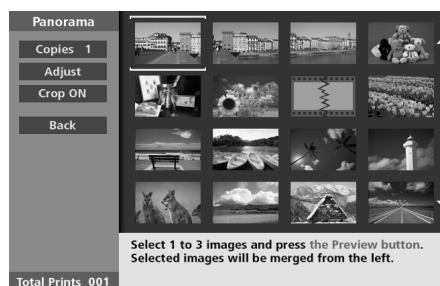 Panorama
Copies 1
Adjust
Crop ON
Back
Select 1 to 3 images and press the Preview button.
Selected images will be merged from the left.
Total Prints 001